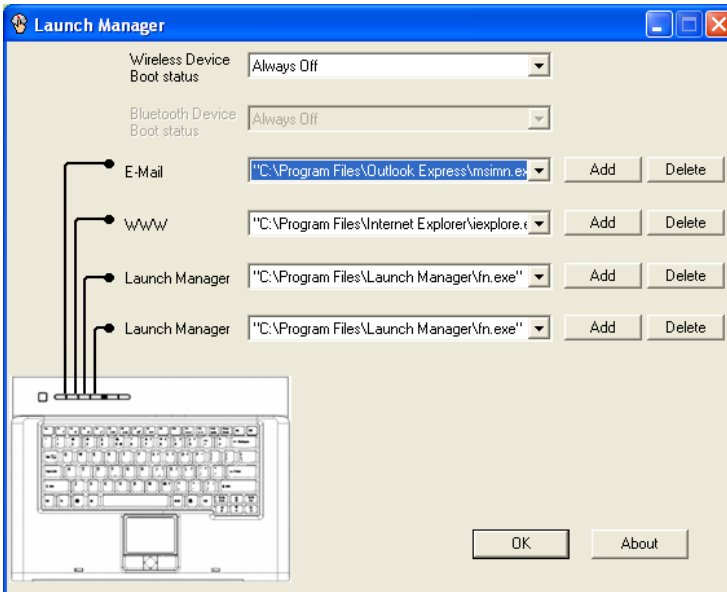 Launch Manager
Wireless Device
Boot status
Always Off
Bluetooth Device
Boot status
Always Off
E-Mail
"C:\Program Files\Outlook Express\msimn.ex
Add
Delete
WWW
"C:\Program Files\Internet Explorer\iexplore.e
Add
Delete
Launch Manager
"C:\Program Files\Launch Manager\fn.exe"
Add
Delete
Launch Manager
"C:\Program Files\Launch Manager\fn.exe"
Add
Delete
OK
About